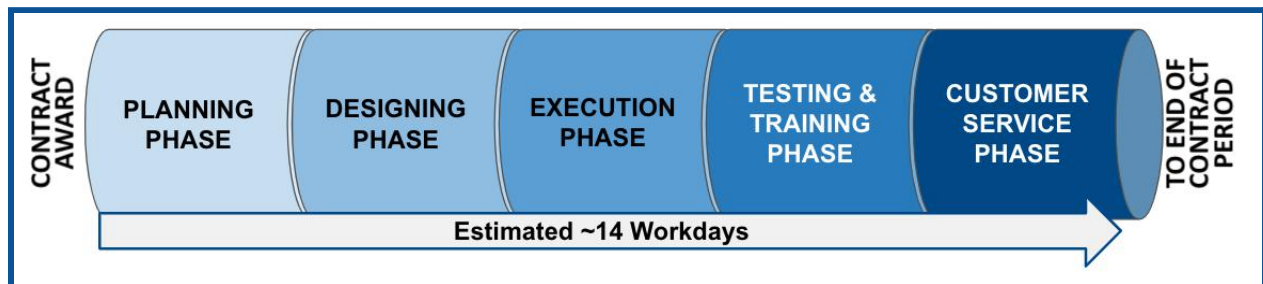 CONTRACT
AWARD
PLANNING
PHASE
DESIGNING
PHASE
EXECUTION
PHASE
TESTING &
TRAINING
PHASE
CUSTOMER
SERVICE
PHASE
TO END OF
CONTRACT
PERIOD
Estimated ~14 Workdays